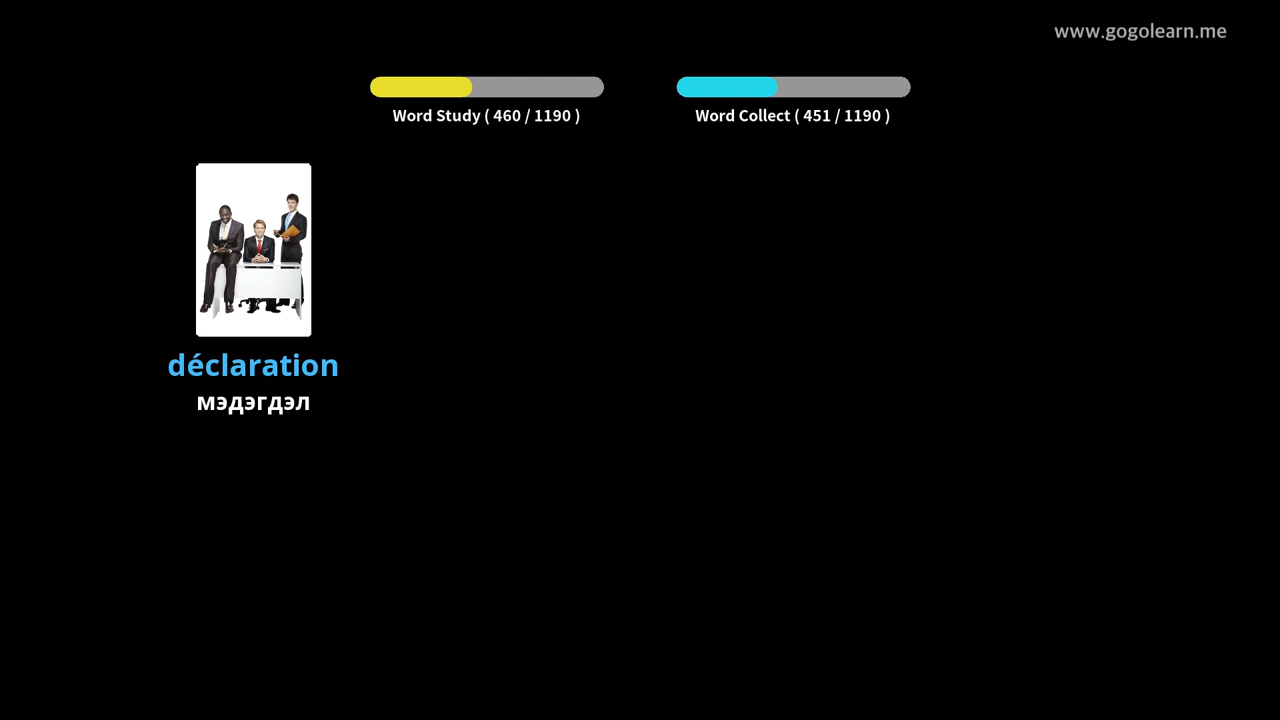 www.gogolearn.me
Word Study ( 460 / 1190 )
Word Collect ( 451 / 1190 )
déclaration
мэдэгдэл